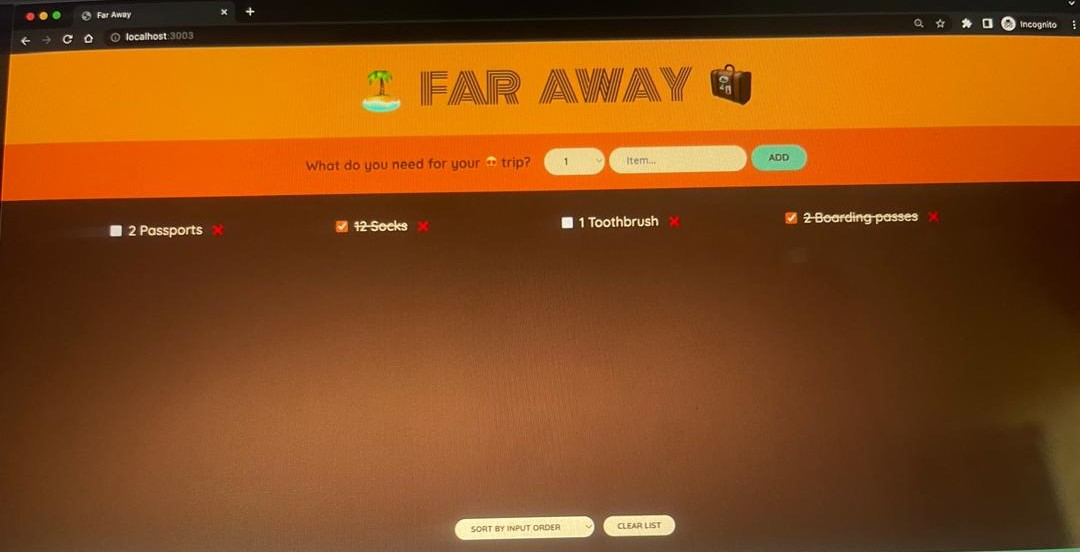 Far Away
localhost:3003
Incognito
FAR AWAY
What do you need for your 😍 trip?
1
Item...
ADD
2 Passports ❌
12 Socks ❌
1 Toothbrush ❌
2 Boarding passes ❌
SORT BY INPUT ORDER
CLEAR LIST